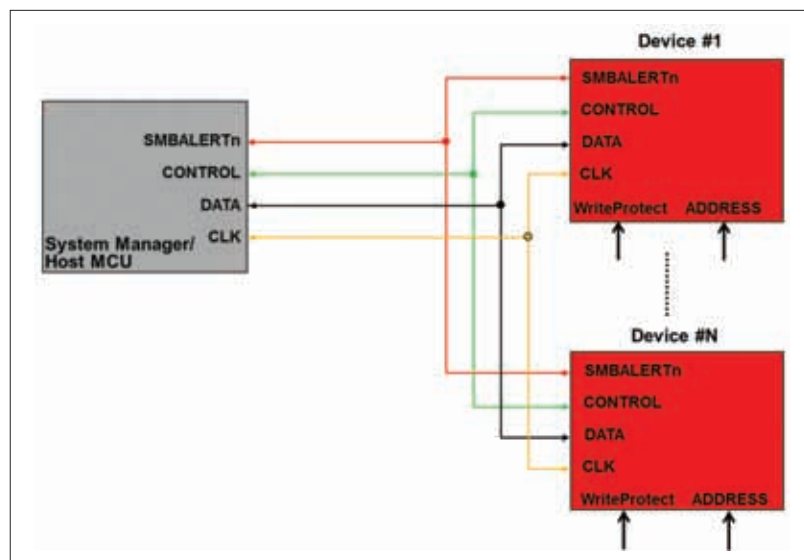 Device #1
SMBALERTn
CONTROL
DATA
CLK
WriteProtect ADDRESS
SMBALERTn
CONTROL
DATA
CLK
System Manager/
Host MCU
Device #N
SMBALERTn
CONTROL
DATA
CLK
WriteProtect ADDRESS